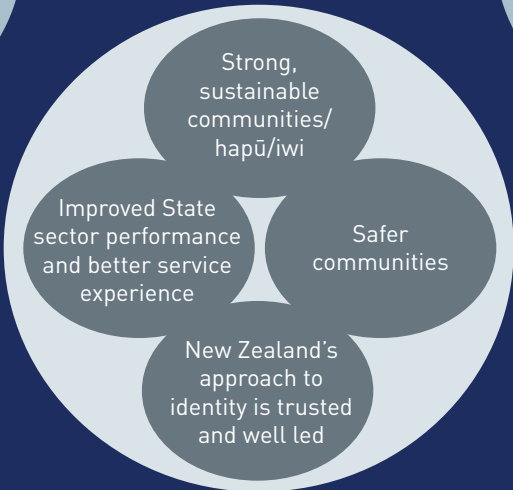 Strong,
sustainable
communities/
hapū/iwi
Improved State
sector performance
and better service
experience
Safer
communities
New Zealand's
approach to
identity is trusted
and well led